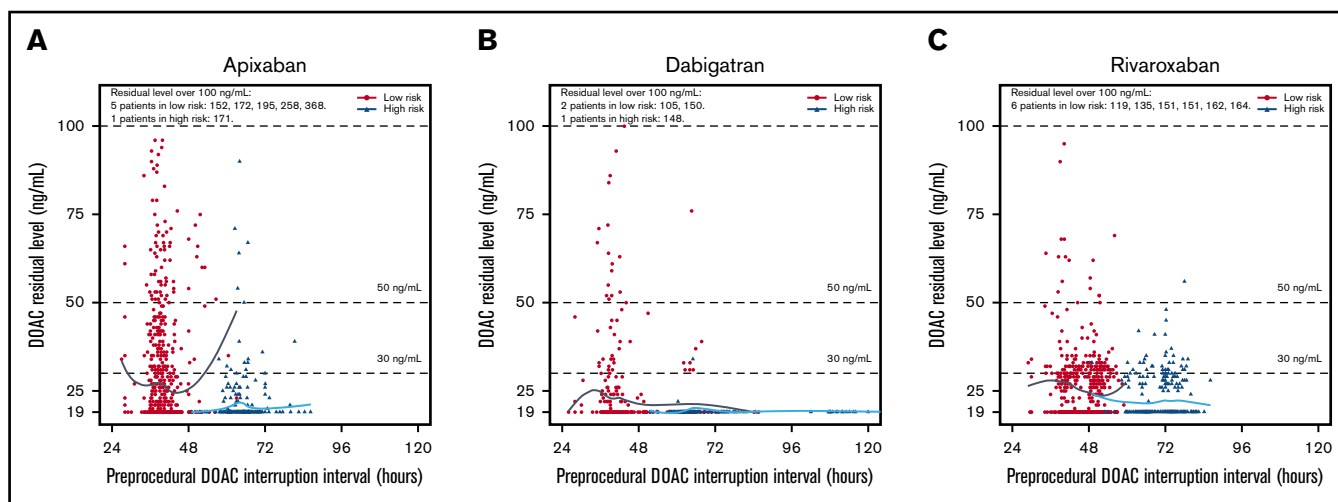 A
Apixaban
Residual level over 100 ng/mL:
5 patients in low risk: 152, 172, 195, 258, 368.
1 patients in high risk: 171.
Low risk
High risk
100
75
50
25
19
50 ng/mL
30 ng/mL
DOAC residual level (ng/mL)
24 48 72 96 120
Preprocedural DOAC interruption interval (hours)
B
Dabigatran
Residual level over 100 ng/mL:
2 patients in low risk: 105, 150.
1 patients in high risk: 148.
Low risk
High risk
100
75
50
25
19
50 ng/mL
30 ng/mL
DOAC residual level (ng/mL)
24 48 72 96 120
Preprocedural DOAC interruption interval (hours)
C
Rivaroxaban
Residual level over 100 ng/mL:
6 patients in low risk: 119, 135, 151, 151, 162, 164.
Low risk
High risk
100
75
50
25
19
50 ng/mL
30 ng/mL
DOAC residual level (ng/mL)
24 48 72 96 120
Preprocedural DOAC interruption interval (hours)